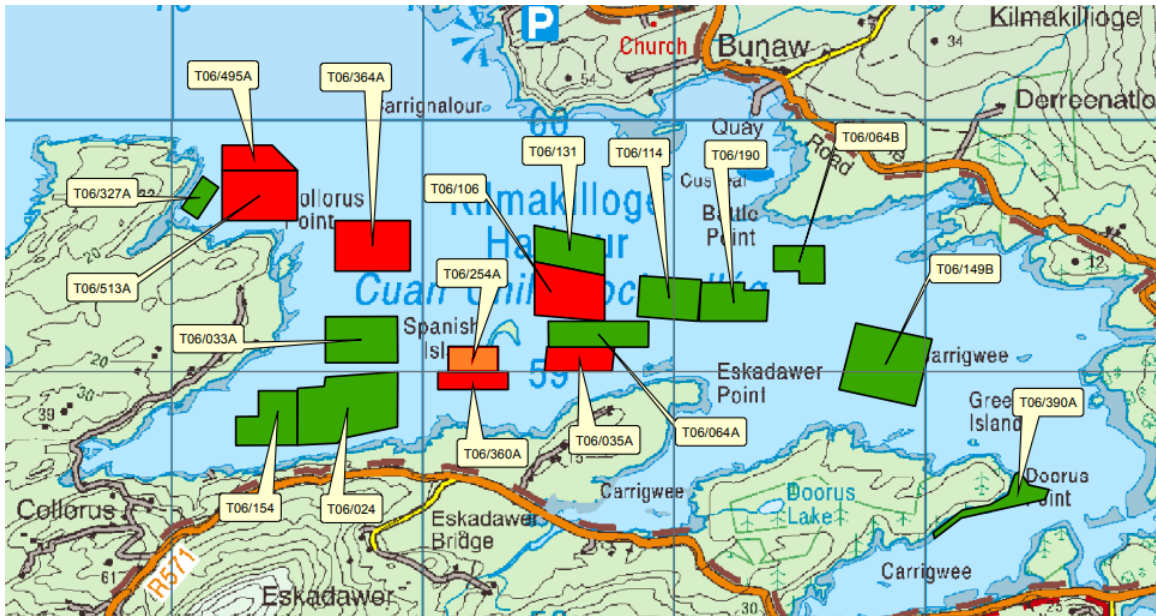 P
Kilmakilloge
34
Church
Bunaw
54
T06/495A
T06/364A
Carrignalour
Derreenatlo
60
Quay
Road
T06/064B
T06/131
T06/114
T06/190
T06/327A
T06/106
Collorus
Point
Kilmakilloge
Harbour
Battle
Point
20
12
T06/513A
T06/254A
T06/149B
T06/033A
Spanish
20
59
Eskadawer
Point
Carrigwee
30
39
Green
Island
T06/390A
T06/360A
T06/035A
T06/064A
15
Doorus
Point
Collorus
T06/154
T06/024
Carrigwee
Doorus
Lake
Eskadawer
Bridge
R571
61
Carrigwee
Eskadawer
30